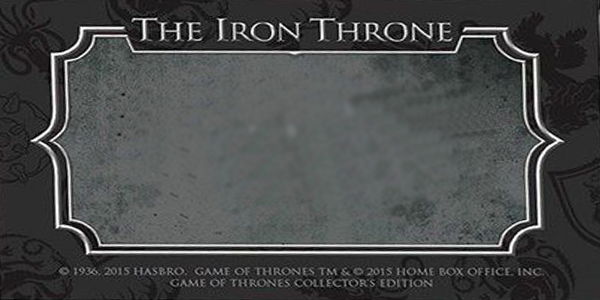 THE IRON THRONE
© 1936, 2015 HASBRO. GAME OF THRONES TM & © 2015 HOME BOX OFFICE, INC.
GAME OF THRONES COLLECTOR'S EDITION